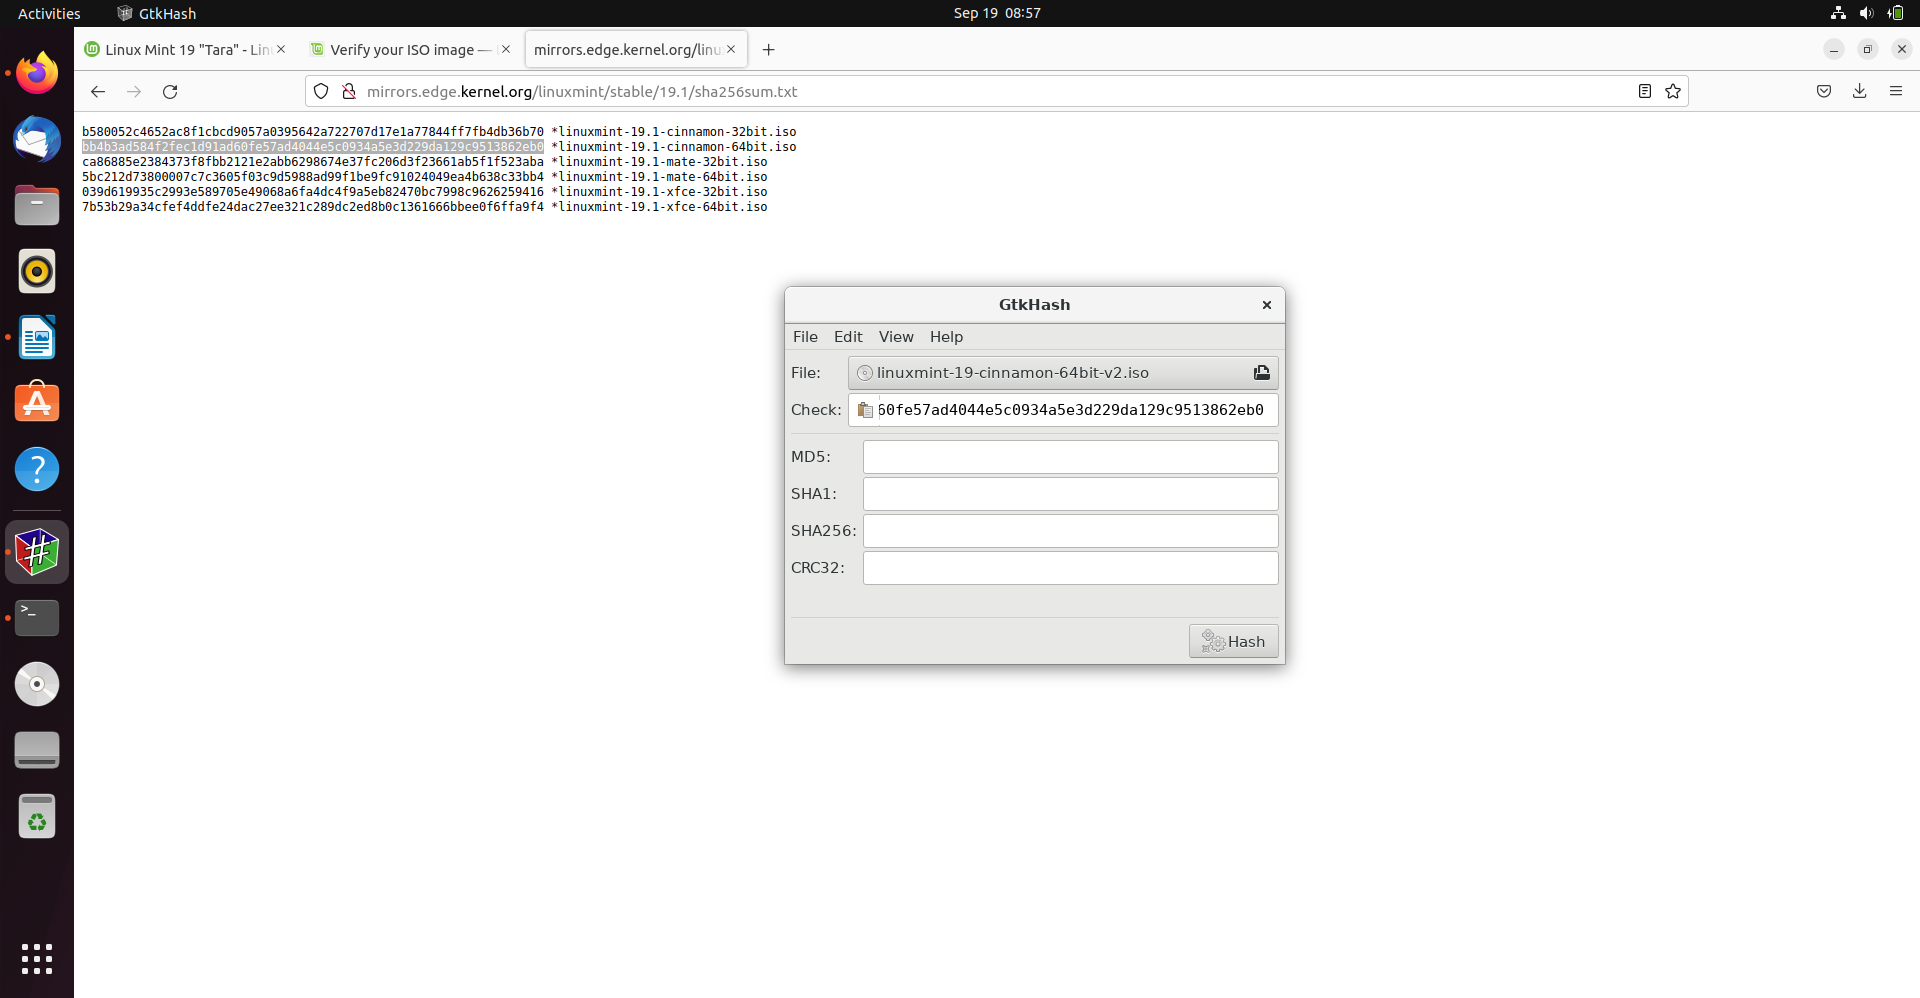 Activities
GtkHash
Sep 19 08:57
Linux Mint 19 "Tara" - Lin
Verify your ISO image —
mirrors.edge.kernel.org/linu
mirrors.edge.kernel.org/linuxmint/stable/19.1/sha256sum.txt
b580052c4652ac8f1cbcd9057a0395642a722707d17e1a77844ff7fb4db36b70 *linuxmint-19.1-cinnamon-32bit.iso
bb4b3ad584f2fec1d91ad60fe57ad4044e5c0934a5e3d229da129c9513862eb0 *linuxmint-19.1-cinnamon-64bit.iso
ca86885e2384373f8fbb2121e2abb6298674e37fc206d3f23661ab5f1f523aba *linuxmint-19.1-mate-32bit.iso
5bc212d73800007c7c3605f03c9d5988ad99f1be9fc91024049ea4b638c33bb4 *linuxmint-19.1-mate-64bit.iso
039d619935c2993e589705e49068a6fa4dc4f9a5eb82470bc7998c9626259416 *linuxmint-19.1-xfce-32bit.iso
7b53b29a34cfef4ddfe24dac27ee321c289dc2ed8b0c1361666bbee0f6ffa9f4 *linuxmint-19.1-xfce-64bit.iso
GtkHash
File Edit View Help
File: linuxmint-19-cinnamon-64bit-v2.iso
Check: 60fe57ad4044e5c0934a5e3d229da129c9513862eb0
MD5:
SHA1:
SHA256:
CRC32:
Hash